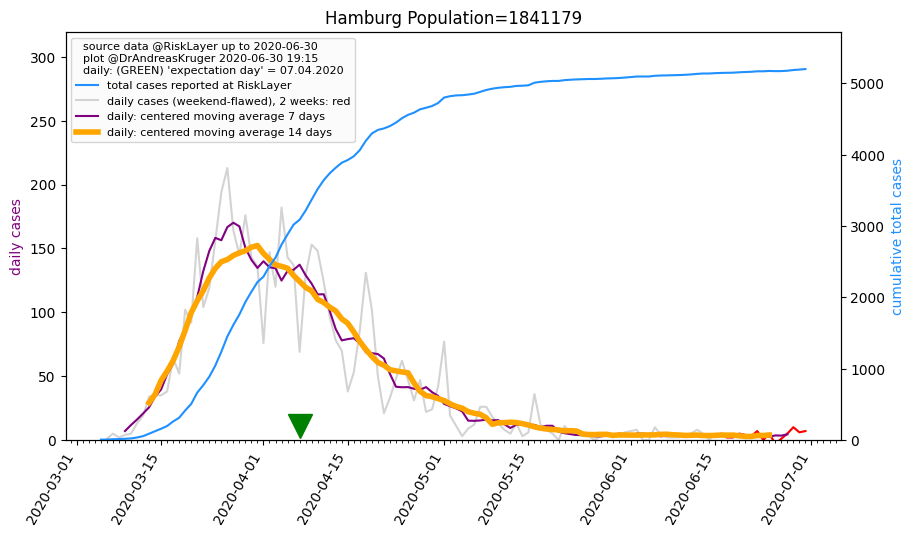 Hamburg Population=1841179
source data @RiskLayer up to 2020-06-30
plot @DrAndreasKruger 2020-06-30 19:15
daily: (GREEN) 'expectation day' = 07.04.2020
total cases reported at RiskLayer
daily cases (weekend-flawed), 2 weeks: red
daily: centered moving average 7 days
daily: centered moving average 14 days
daily cases
300
250
200
150
100
50
0
cumulative total cases
5000
4000
3000
2000
1000
0
2020-03-01
2020-03-15
2020-04-01
2020-04-15
2020-05-01
2020-05-15
2020-06-01
2020-06-15
2020-07-01